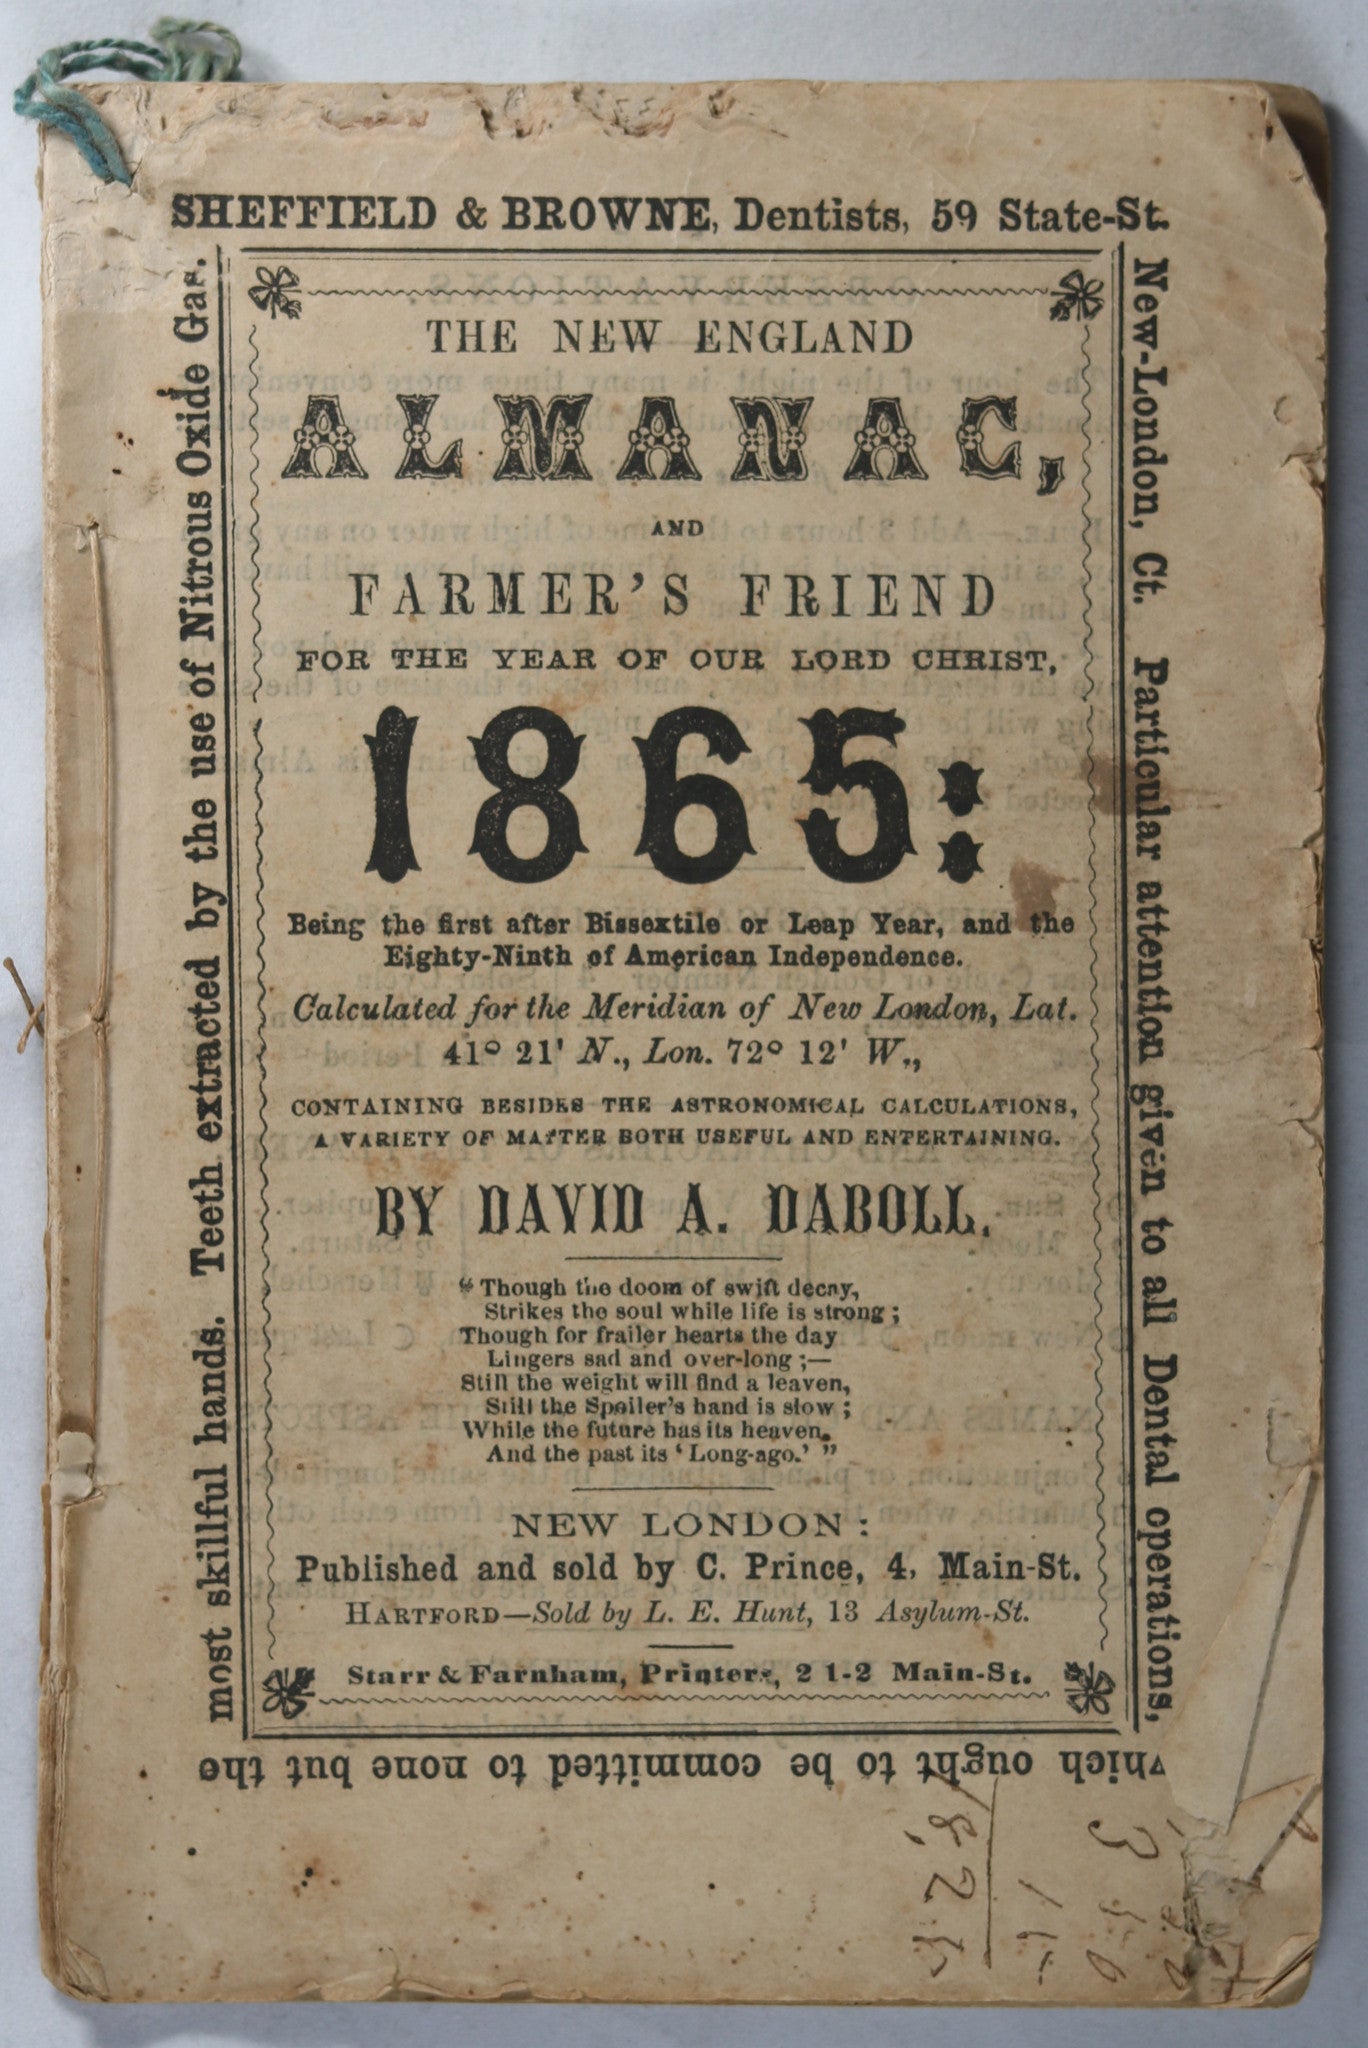 SHEFFIELD & BROWNE, Dentists, 59 State-St.
New-London, Ct. Particular attention given to all Dental operations,
which ought to be committed to none but the
most skillful hands. Teeth extracted by the use of Nitrous Oxide Gas.
THE NEW ENGLAND
ALMANAC,
AND
FARMER'S FRIEND
FOR THE YEAR OF OUR LORD CHRIST,
1865:
Being the first after Bissextile or Leap Year, and the
Eighty-Ninth of American Independence.
Calculated for the Meridian of New London, Lat.
41° 21' N., Lon. 72° 12' W.,
CONTAINING BESIDES THE ASTRONOMICAL CALCULATIONS,
A VARIETY OF MATTER BOTH USEFUL AND ENTERTAINING.
BY DAVID A. DABOLL.
"Though the doom of swift decay,
Strikes the soul while life is strong;
Though for frailer hearts the day
Lingers sad and over-long;—
Still the weight will find a leaven,
Still the Spoiler's hand is slow;
While the future has its heaven,
And the past its 'Long-ago.'"
NEW LONDON:
Published and sold by C. Prince, 4, Main-St.
HARTFORD—Sold by L. E. Hunt, 13 Asylum-St.
Starr & Farnham, Printers, 2 1-2 Main-St.